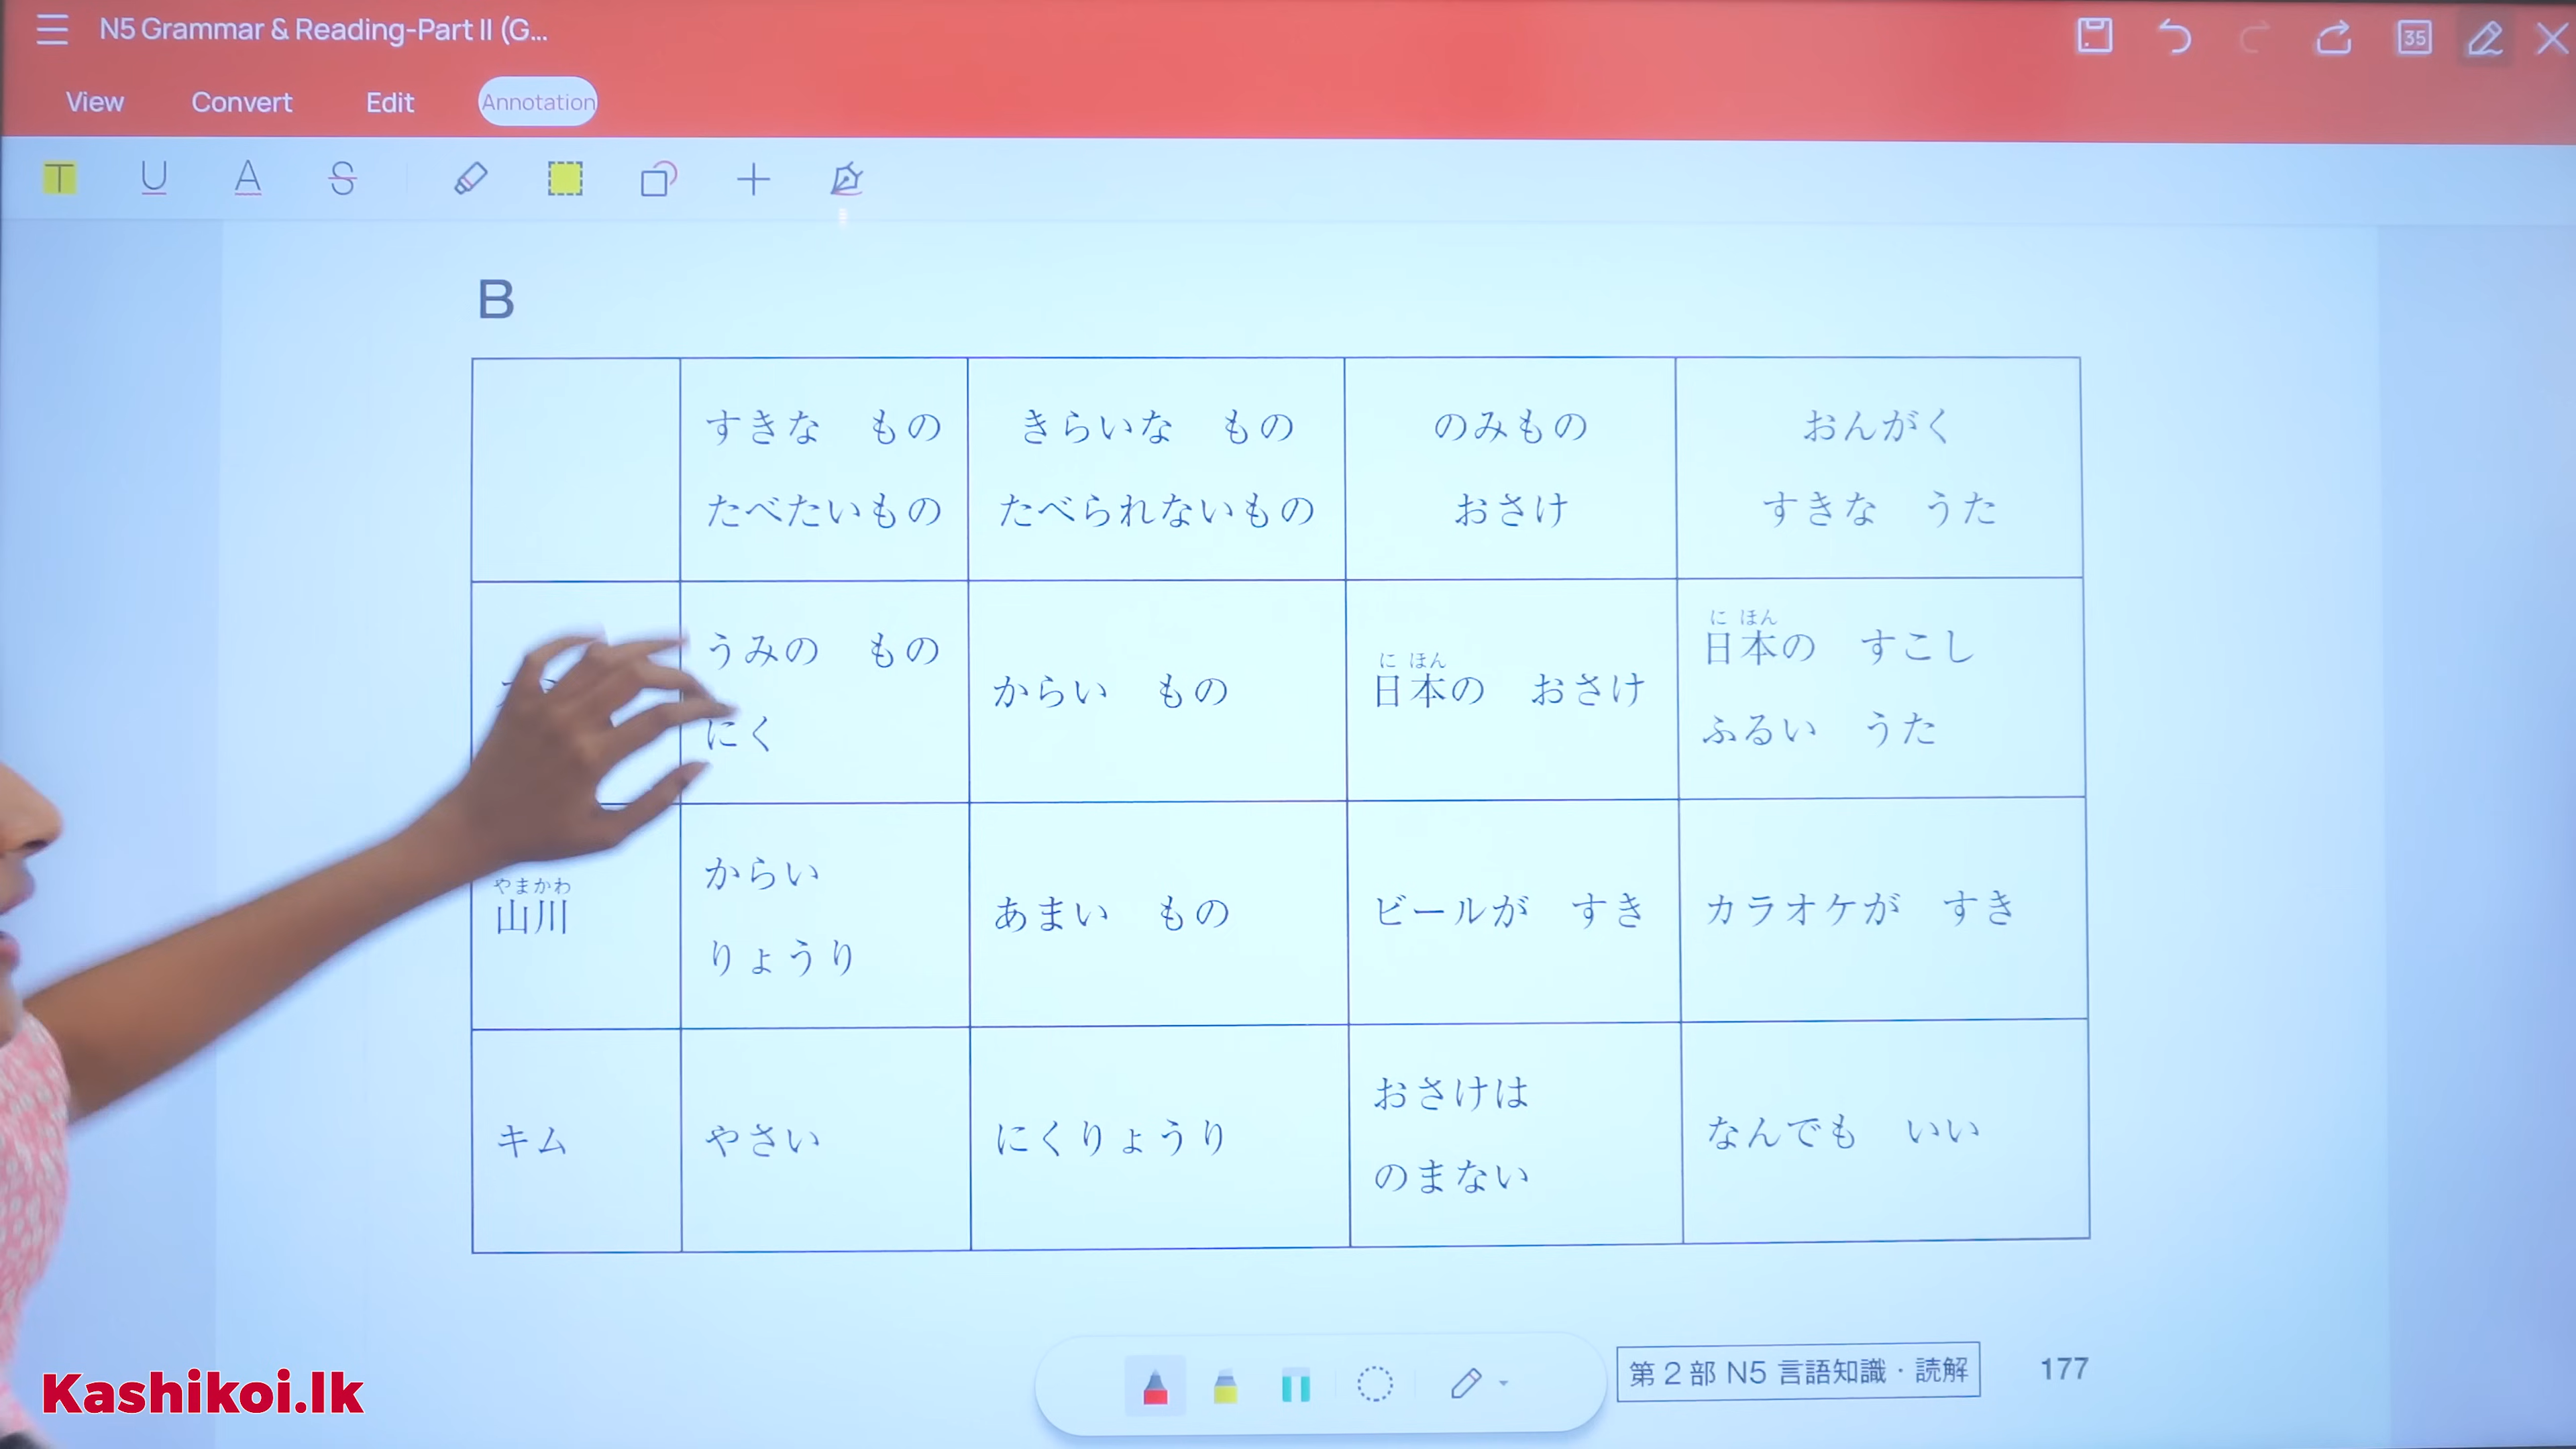 N5 Grammar & Reading-Part II (G...
35
View Convert Edit Annotation
T U A S
B
すきな もの
たべたいもの
きらいな もの
たべられないもの
のみもの
おさけ
おんがく
すきな うた
うみの もの
にく
からい もの
に ほん
日本の おさけ
に ほん
日本の すこし
ふるい うた
やまかわ
山川
からい
りょうり
あまい もの
ビールが すき
カラオケが すき
キム
やさい
にくりょうり
おさけは
のまない
なんでも いい
第2部 N5 言語知識・読解
177
Kashikoi.lk